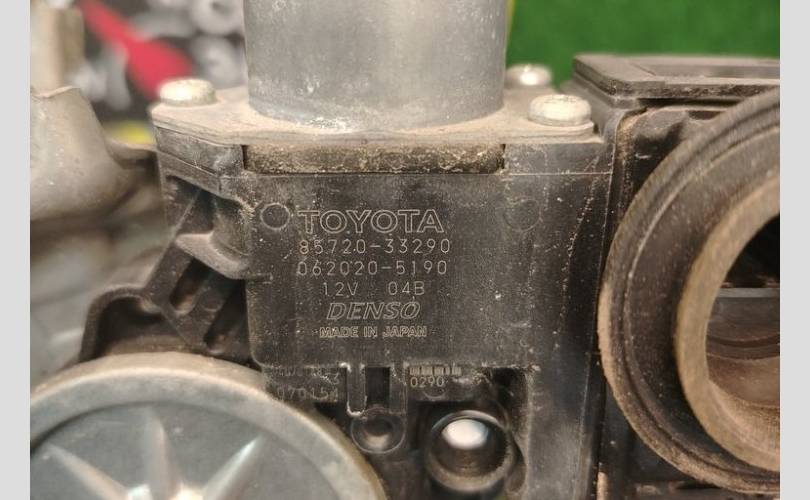 TOYOTA
85720-33290
062020-5190
12V 04B
DENSO
MADE IN JAPAN
0290